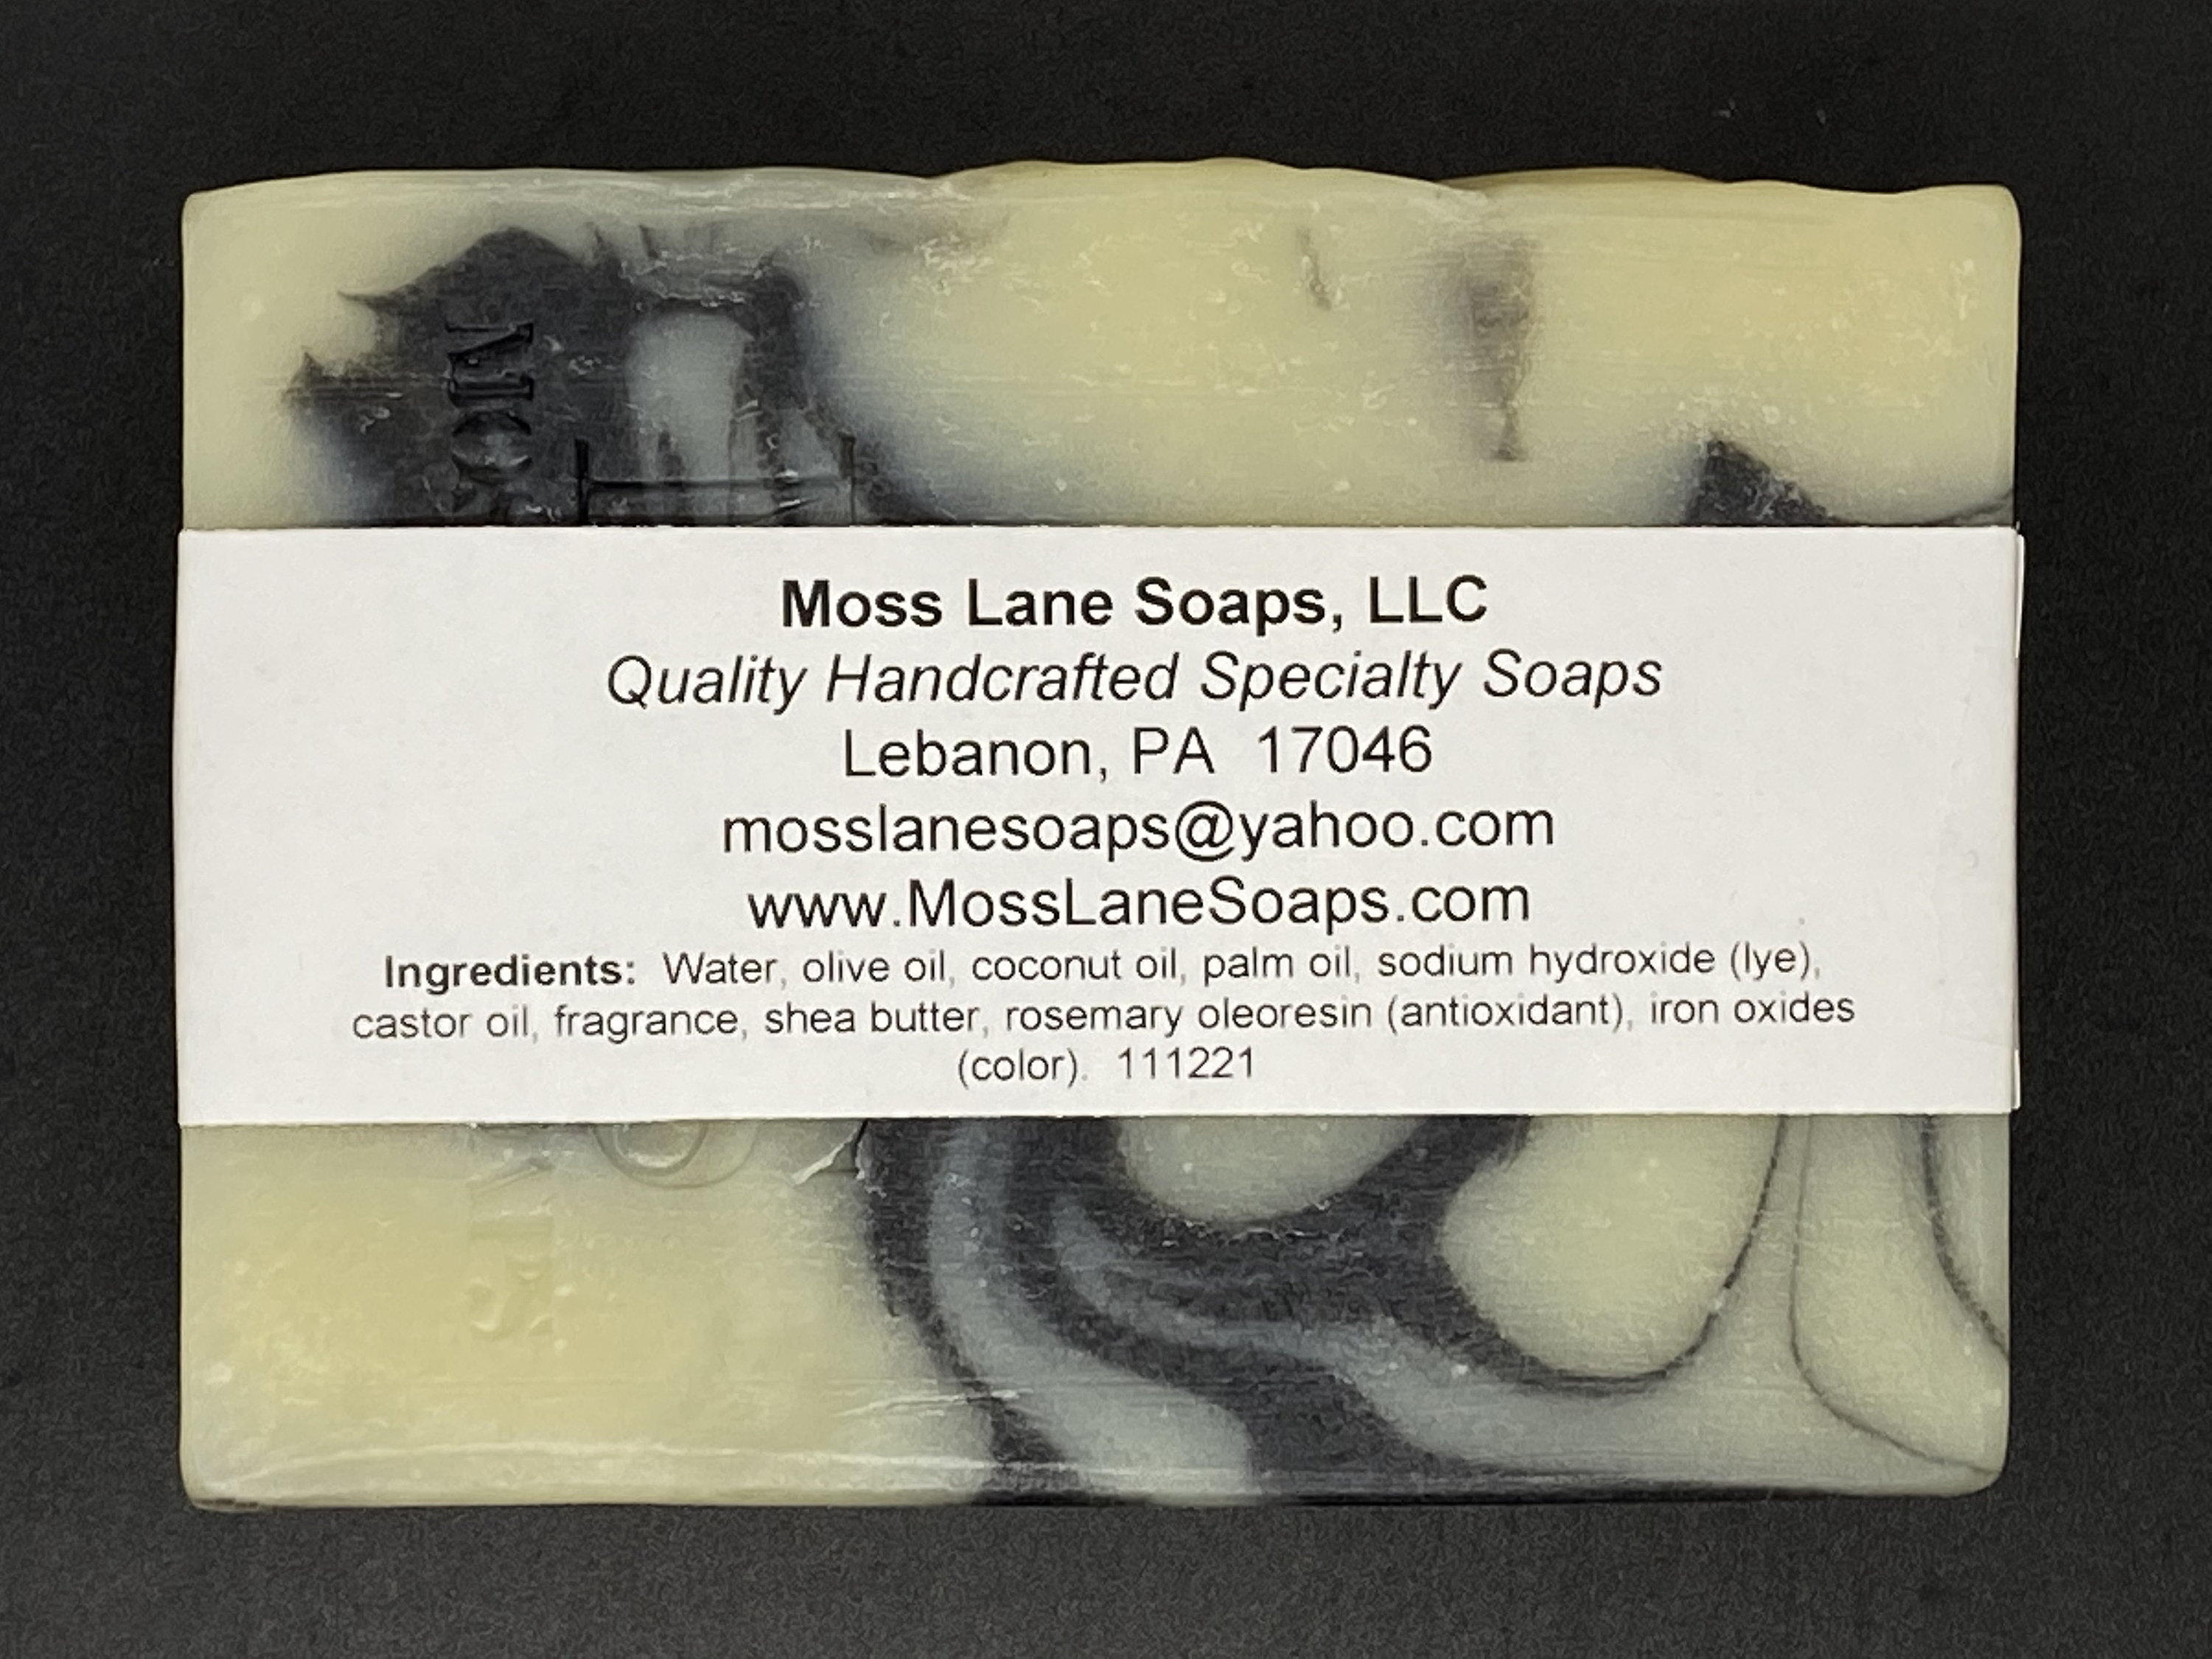 Moss Lane Soaps, LLC
Quality Handcrafted Specialty Soaps
Lebanon, PA  17046
mosslanesoaps@yahoo.com
www.MossLaneSoaps.com
Ingredients:  Water, olive oil, coconut oil, palm oil, sodium hydroxide (lye),
castor oil, fragrance, shea butter, rosemary oleoresin (antioxidant), iron oxides
(color).  111221